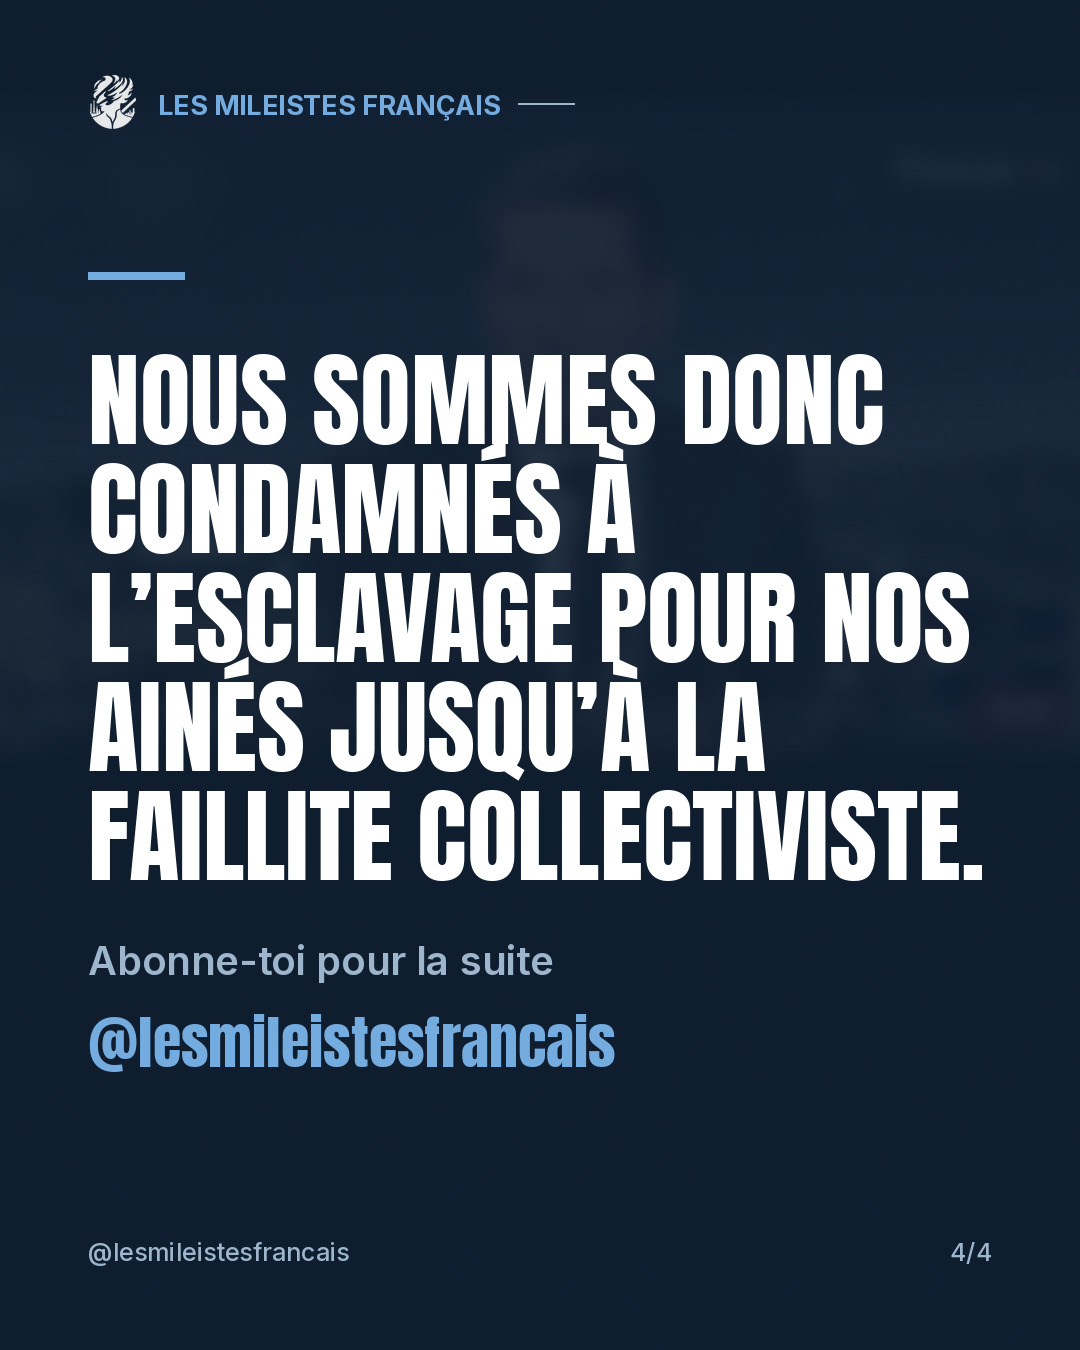 LES MILEISTES FRANÇAIS
NOUS SOMMES DONC
CONDAMNÉS À
L’ESCLAVAGE POUR NOS
AINÉS JUSQU’À LA
FAILLITE COLLECTIVISTE.
Abonne-toi pour la suite
@lesmileistesfrancais
@lesmileistesfrancais
4/4